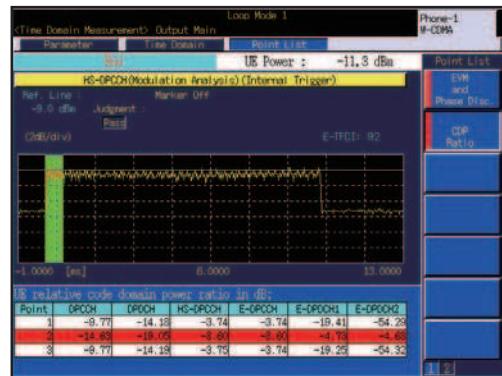 Loop Mode 1
<Time Domain Measurement> Output Main
Phone-1
W-CDMA
Parameter Time Domain Point List
End UE Power : -11.3 dBm Point List
HS-DPCCH(Modulation Analysis)(Internal Trigger)
Ref. Line : Marker Off
-9.0 dBm Judgment :
Pass
(2dB/div) E-TFCI: 92
EVM
and
Phase Disc.
CDP
Ratio
-1.0000 [ms] 6.0000 13.0000
UE relative code domain power ratio in dB:
Point DPCCH DPDCH HS-DPCCH E-DPCCH E-DPDCH1 E-DPDCH2
1 -9.77 -14.18 -3.74 -3.74 -19.41 -54.29
2 -14.63 -19.05 -8.60 -8.60 -4.73 -4.68
3 -9.77 -14.19 -3.75 -3.74 -19.25 -54.32
1 2